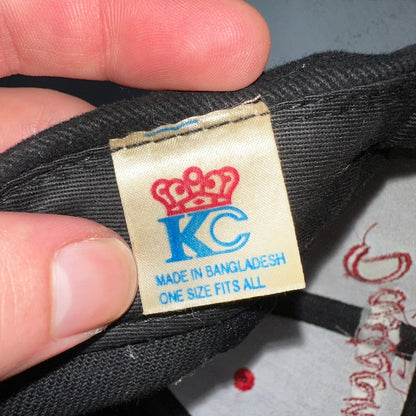 KC
MADE IN BANGLADESH
ONE SIZE FITS ALL